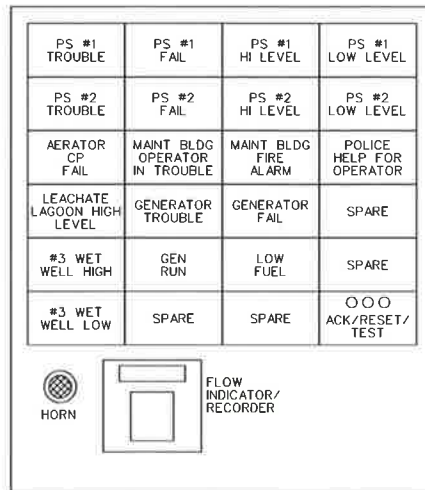 PS #1
TROUBLE
PS #1
FAIL
PS #1
HI LEVEL
PS #1
LOW LEVEL
PS #2
TROUBLE
PS #2
FAIL
PS #2
HI LEVEL
PS #2
LOW LEVEL
AERATOR
CP
FAIL
MAINT BLDG
OPERATOR
IN TROUBLE
MAINT BLDG
FIRE
ALARM
POLICE
HELP FOR
OPERATOR
LEACHATE
LAGOON HIGH
LEVEL
GENERATOR
TROUBLE
GENERATOR
FAIL
SPARE
#3 WET
WELL HIGH
GEN
RUN
LOW
FUEL
SPARE
#3 WET
WELL LOW
SPARE
SPARE
ACK/RESET/
TEST
HORN
FLOW
INDICATOR/
RECORDER